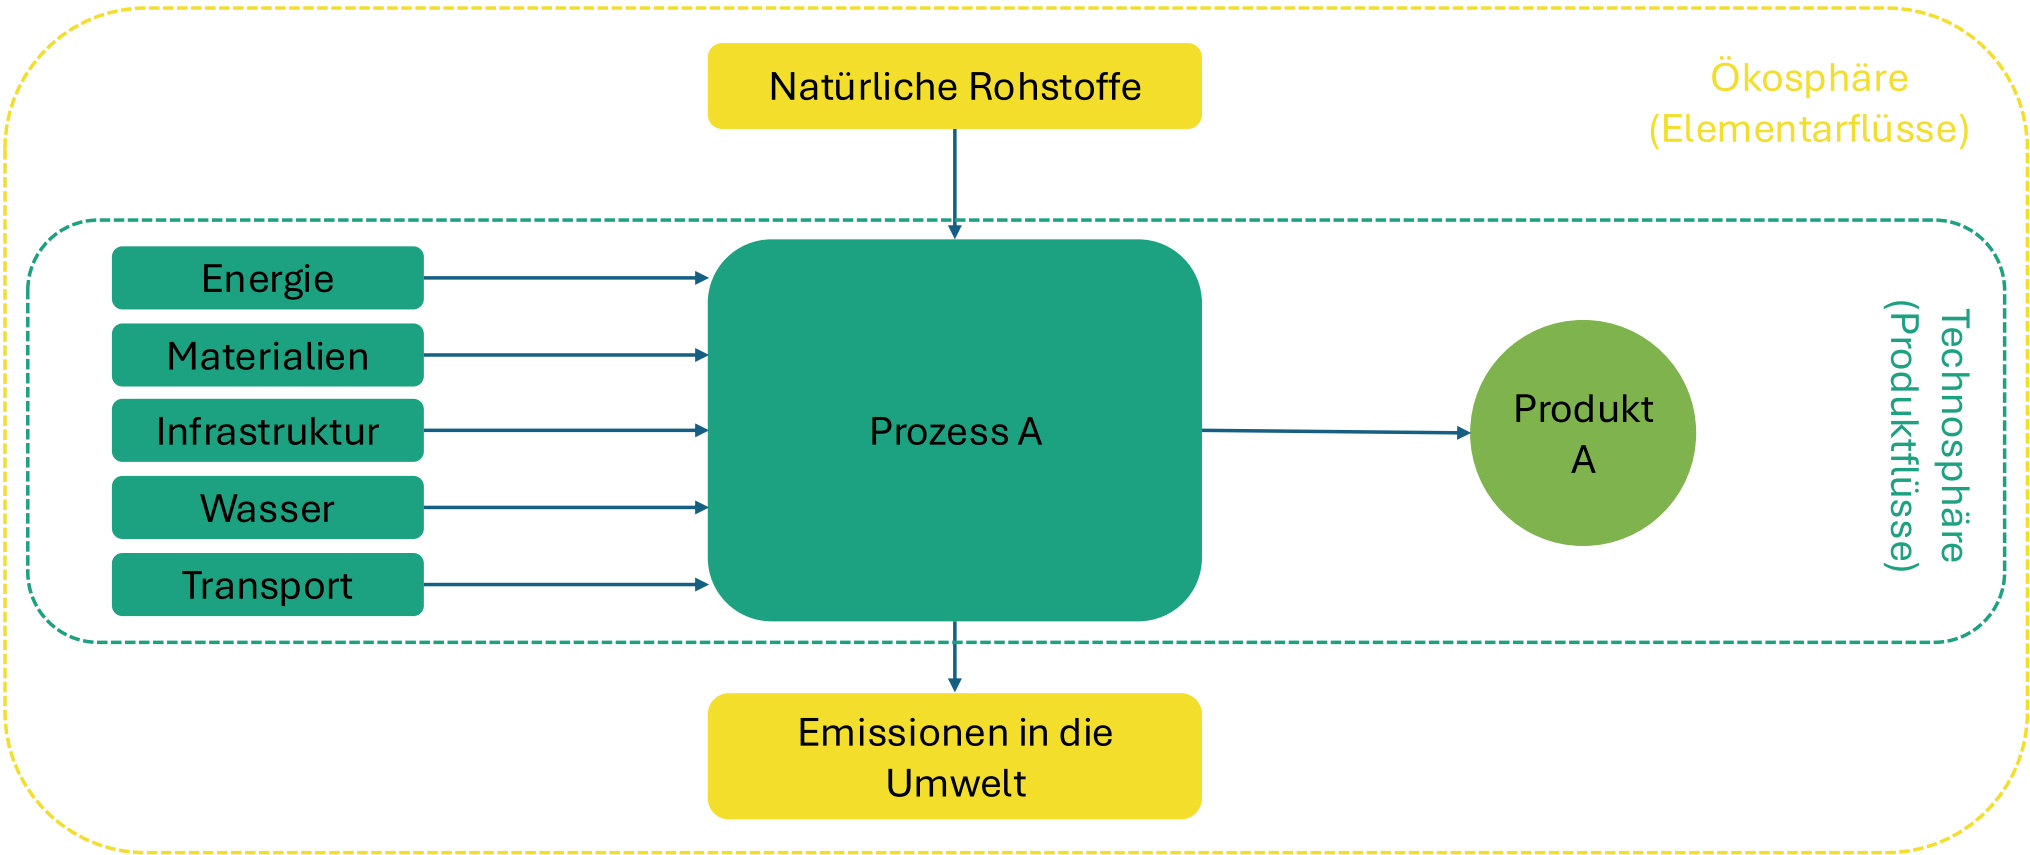 Natürliche Rohstoffe
Ökosphäre
(Elementarflüsse)
Energie
Materialien
Infrastruktur
Wasser
Transport
Prozess A
Produkt
A
Technosphäre
(Produktflüsse)
Emissionen in die
Umwelt